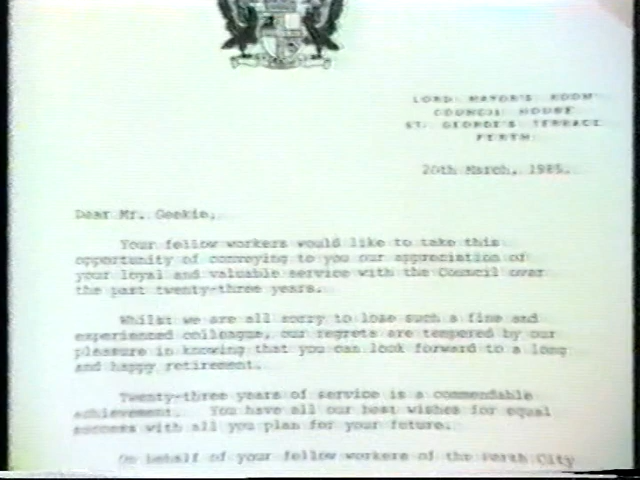 LORD MAYOR'S ROOM
COUNCIL HOUSE
ST. GEORGE'S TERRACE
PERTH
20th March, 1985.
Dear Mr. Geekie,
Your fellow workers would like to take this
opportunity of conveying to you our appreciation of
your loyal and valuable service with the Council over
the past twenty-three years.
Whilst we are all sorry to lose such a fine and
experienced colleague, our regrets are tempered by our
pleasure in knowing that you can look forward to a long
and happy retirement.
Twenty-three years of service is a commendable
achievement. You have all our best wishes for equal
success with all you plan for your future.
On behalf of your fellow workers of the Perth City